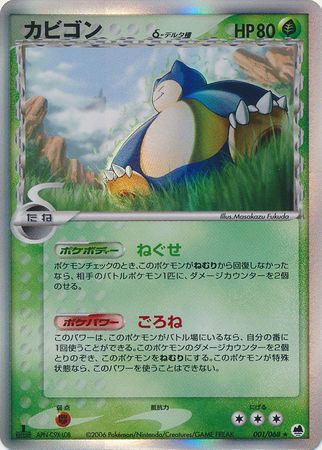 カビゴン δ-デルタ種 HP80
たね
Illus.Masakazu Fukuda
ポケボディー ねぐせ
ポケモンチェックのとき、このポケモンがねむりから回復しなかった
なら、相手のバトルポケモン1匹に、ダメージカウンターを2個
のせる。
ポケパワー ごろね
このパワーは、このポケモンがバトル場にいるなら、自分の番に
1回使うことができる。このポケモンのダメージカウンターを2個
とりのぞき、このポケモンをねむりにする。このポケモンが特殊
状態なら、このパワーを使うことはできない。
弱点 抵抗力 にげる
1
APN-C9X-L08
©2006 Pokémon/Nintendo/Creatures/GAME FREAK
001/068 ★